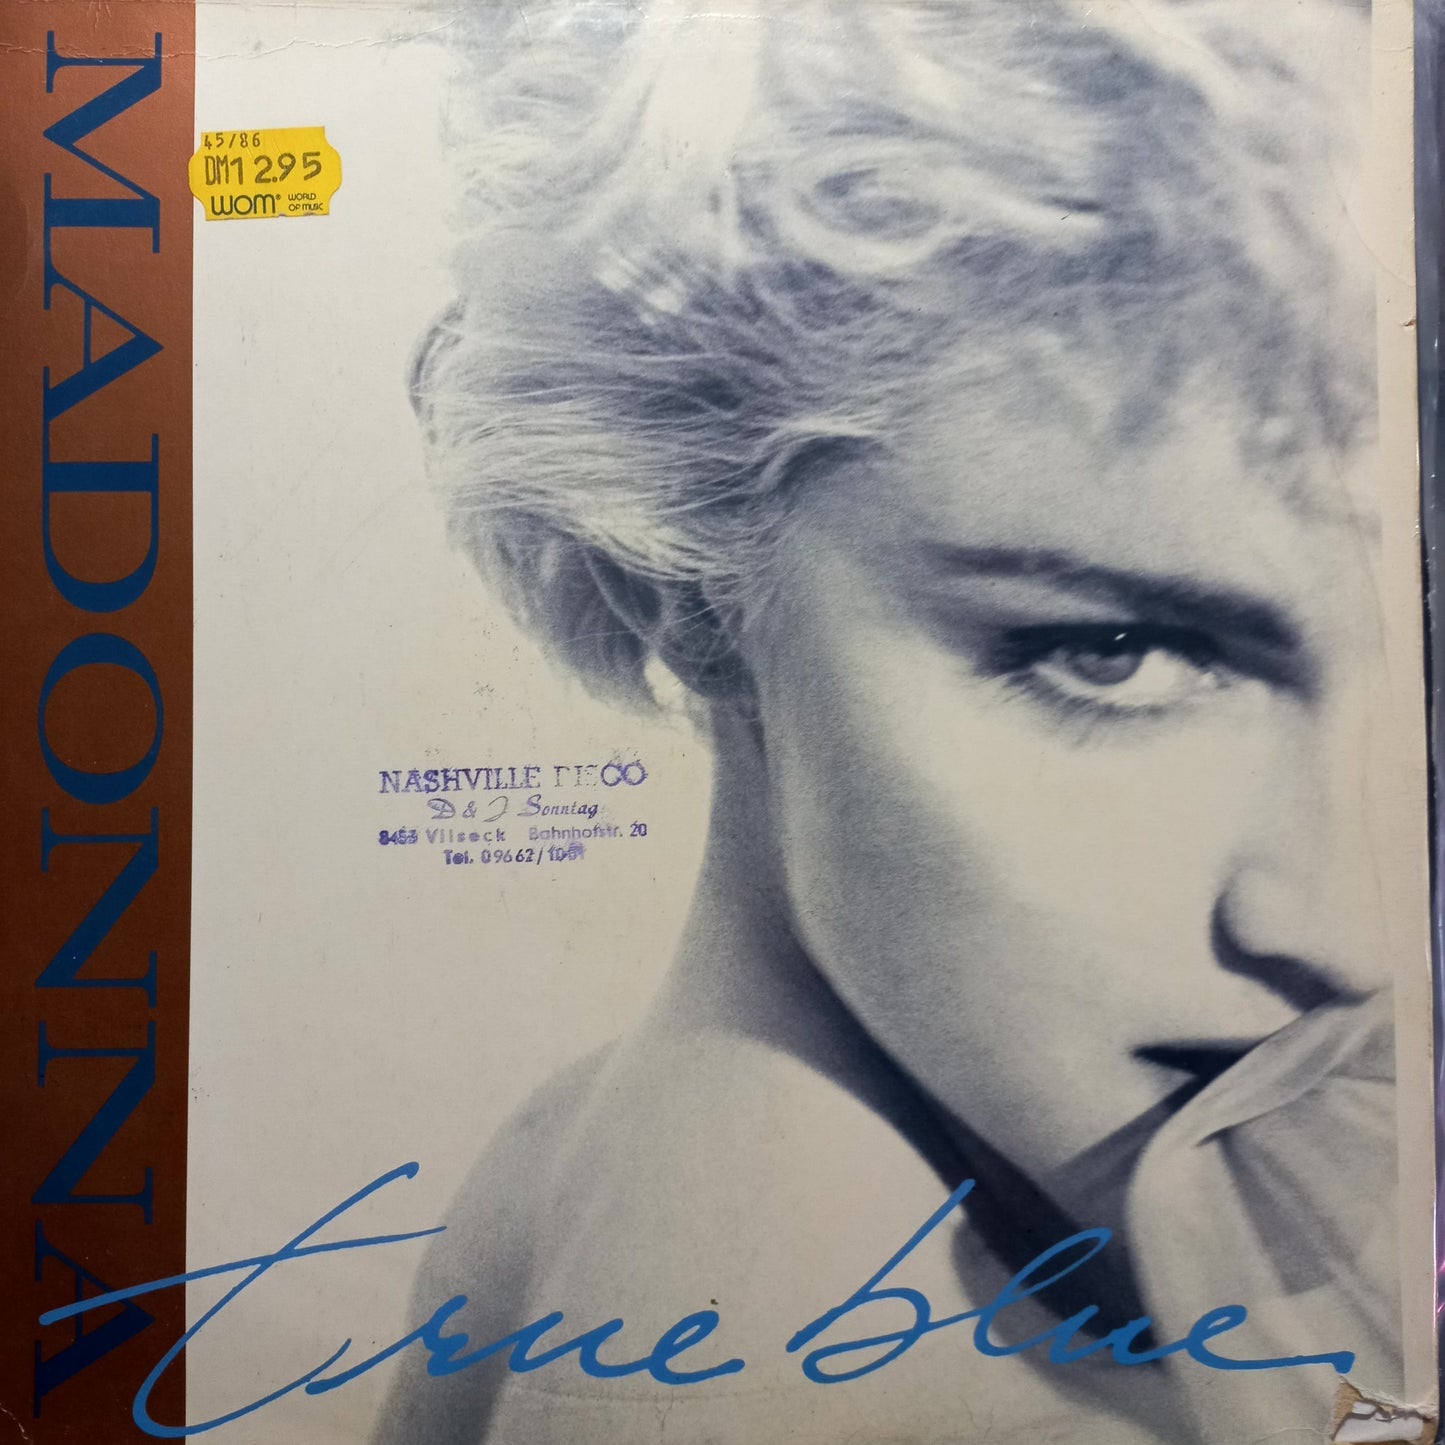 MADONNA
45/86
DM12.95
WOM® WORLD
OF MUSIC
NASHVILLE DISCO
D & J Sonntag
8453 Vilseck Bahnhofstr. 20
Tel. 09662/
true blue